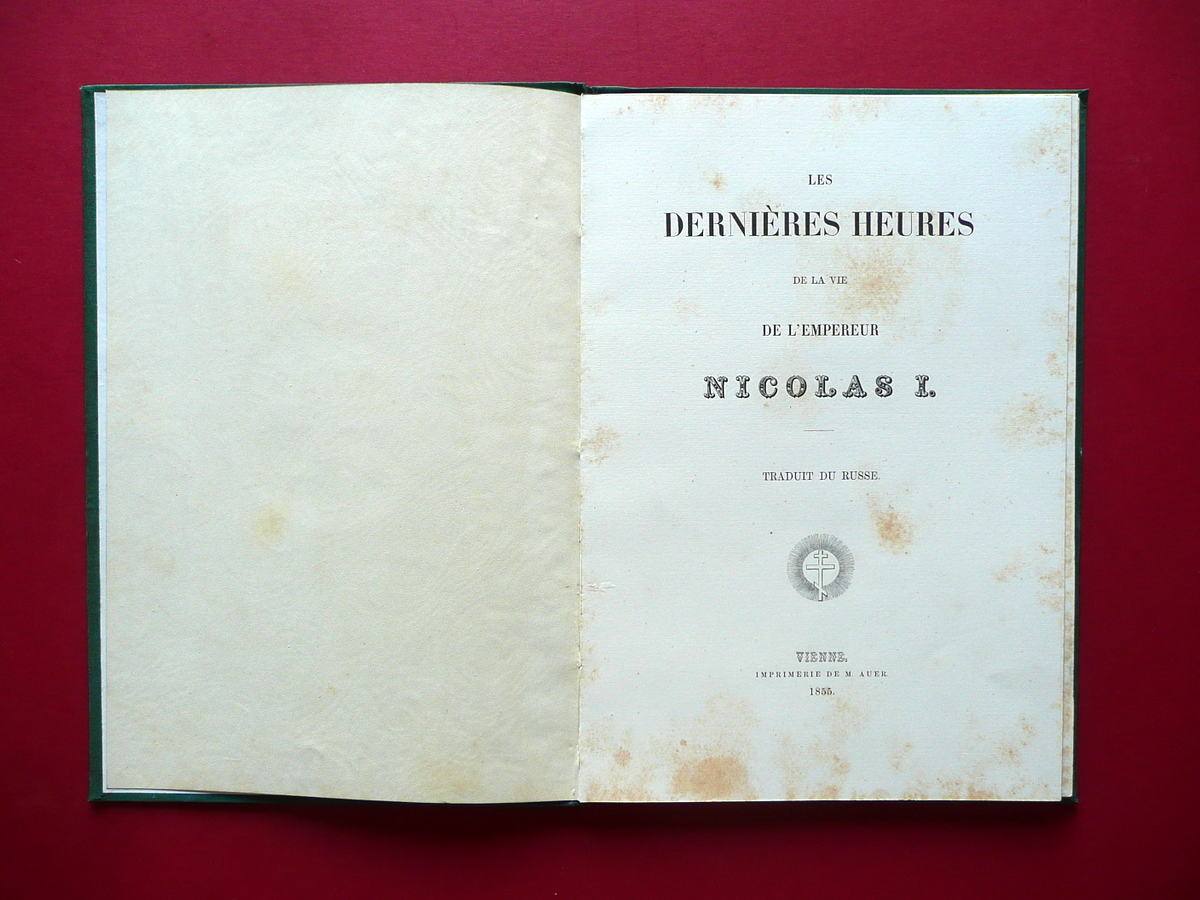 LES
DERNIÈRES HEURES
DE LA VIE
DE L'EMPEREUR
NICOLAS I.
TRADUIT DU RUSSE.
VIENNE.
IMPRIMERIE DE M. AUER.
1855.